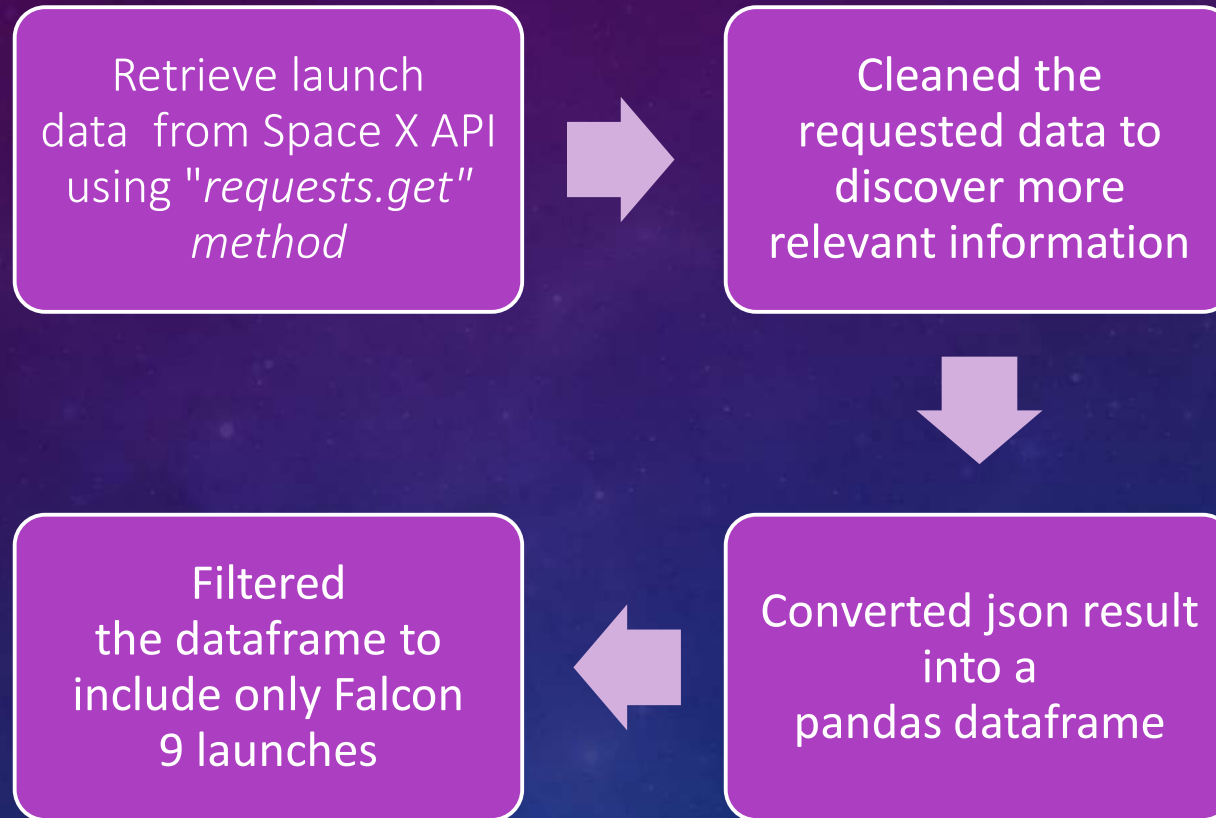 Retrieve launch
data  from Space X API
using "requests.get"
method
Cleaned the
requested data to
discover more
relevant information
Converted json result
into a
pandas dataframe
Filtered
the dataframe to
include only Falcon
9 launches